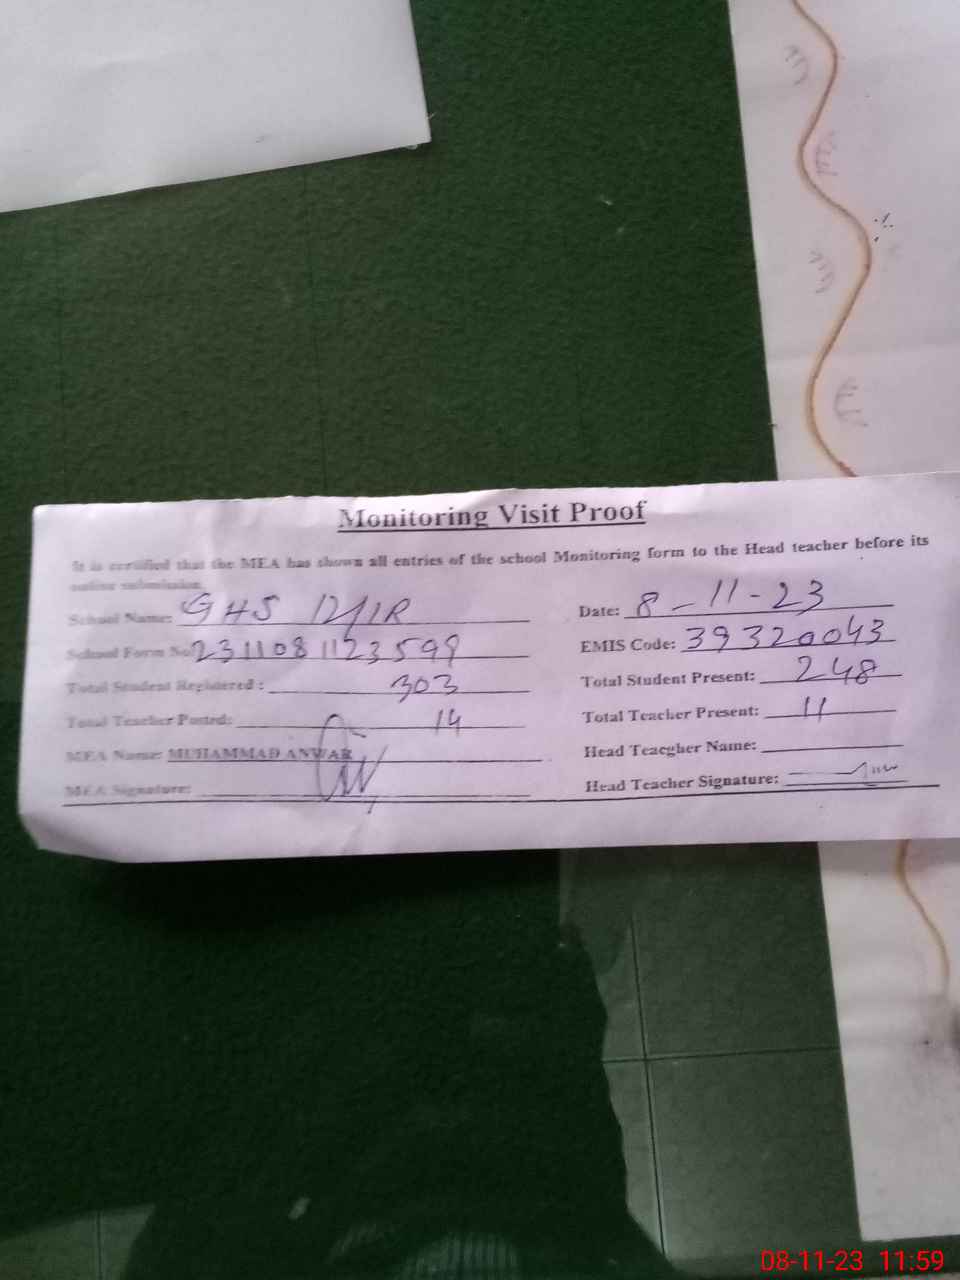 Monitoring Visit Proof
It is certified that the MEA has shown all entries of the school Monitoring form to the Head teacher before its
online submission.
School Name: GHS 12/1R Date: 8-11-23
School Form No 2311081123599 EMIS Code: 39320043
Total Student Registered: 303 Total Student Present: 248
Total Teacher Posted: 14 Total Teacher Present: 11
MEA Name: MUHAMMAD ANWAR Head Teacgher Name:
MEA Signature: Head Teacher Signature:
08-11-23 11:59